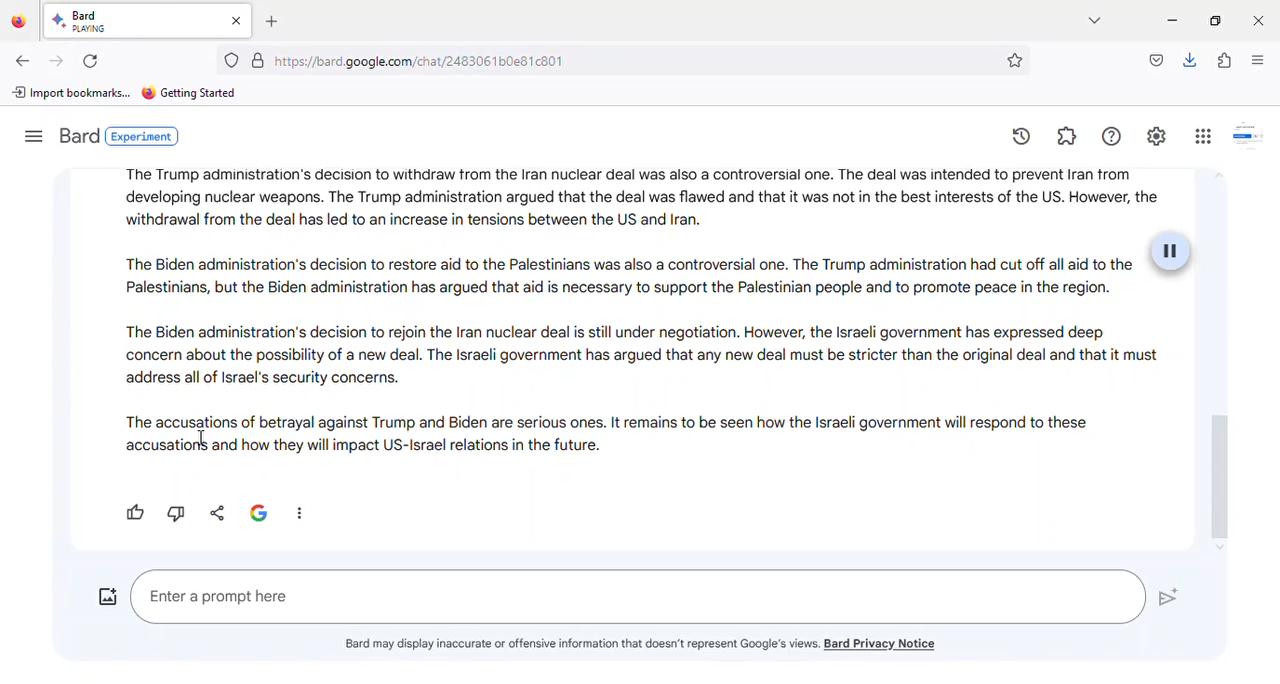 Bard
PLAYING
https://bard.google.com/chat/2483061b0e81c801
Import bookmarks...
Getting Started
Bard
Experiment
The Trump administration's decision to withdraw from the Iran nuclear deal was also a controversial one. The deal was intended to prevent Iran from
developing nuclear weapons. The Trump administration argued that the deal was flawed and that it was not in the best interests of the US. However, the
withdrawal from the deal has led to an increase in tensions between the US and Iran.
The Biden administration's decision to restore aid to the Palestinians was also a controversial one. The Trump administration had cut off all aid to the
Palestinians, but the Biden administration has argued that aid is necessary to support the Palestinian people and to promote peace in the region.
The Biden administration's decision to rejoin the Iran nuclear deal is still under negotiation. However, the Israeli government has expressed deep
concern about the possibility of a new deal. The Israeli government has argued that any new deal must be stricter than the original deal and that it must
address all of Israel's security concerns.
The accusations of betrayal against Trump and Biden are serious ones. It remains to be seen how the Israeli government will respond to these
accusations and how they will impact US-Israel relations in the future.
Enter a prompt here
Bard may display inaccurate or offensive information that doesn't represent Google's views. Bard Privacy Notice